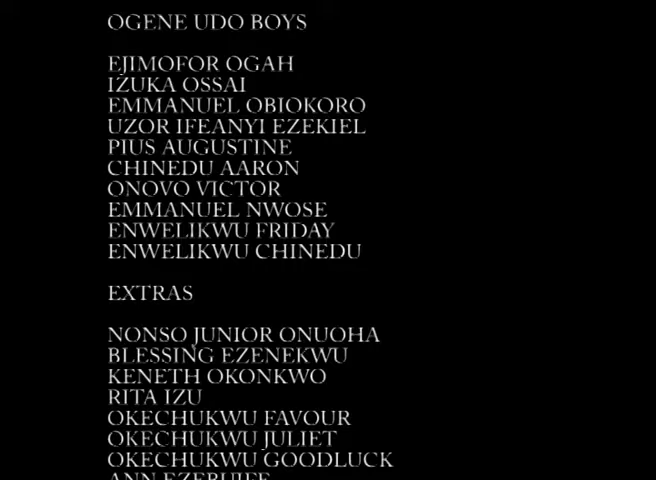 OGENE UDO BOYS
EJIMOFOR OGAH
IZUKA OSSAI
EMMANUEL OBIOKORO
UZOR IFEANYI EZEKIEL
PIUS AUGUSTINE
CHINEDU AARON
ONOVO VICTOR
EMMANUEL NWOSE
ENWELIKWU FRIDAY
ENWELIKWU CHINEDU
EXTRAS
NONSO JUNIOR ONUOHA
BLESSING EZENEKWU
KENETH OKONKWO
RITA IZU
OKECHUKWU FAVOUR
OKECHUKWU JULIET
OKECHUKWU GOODLUCK
ANN